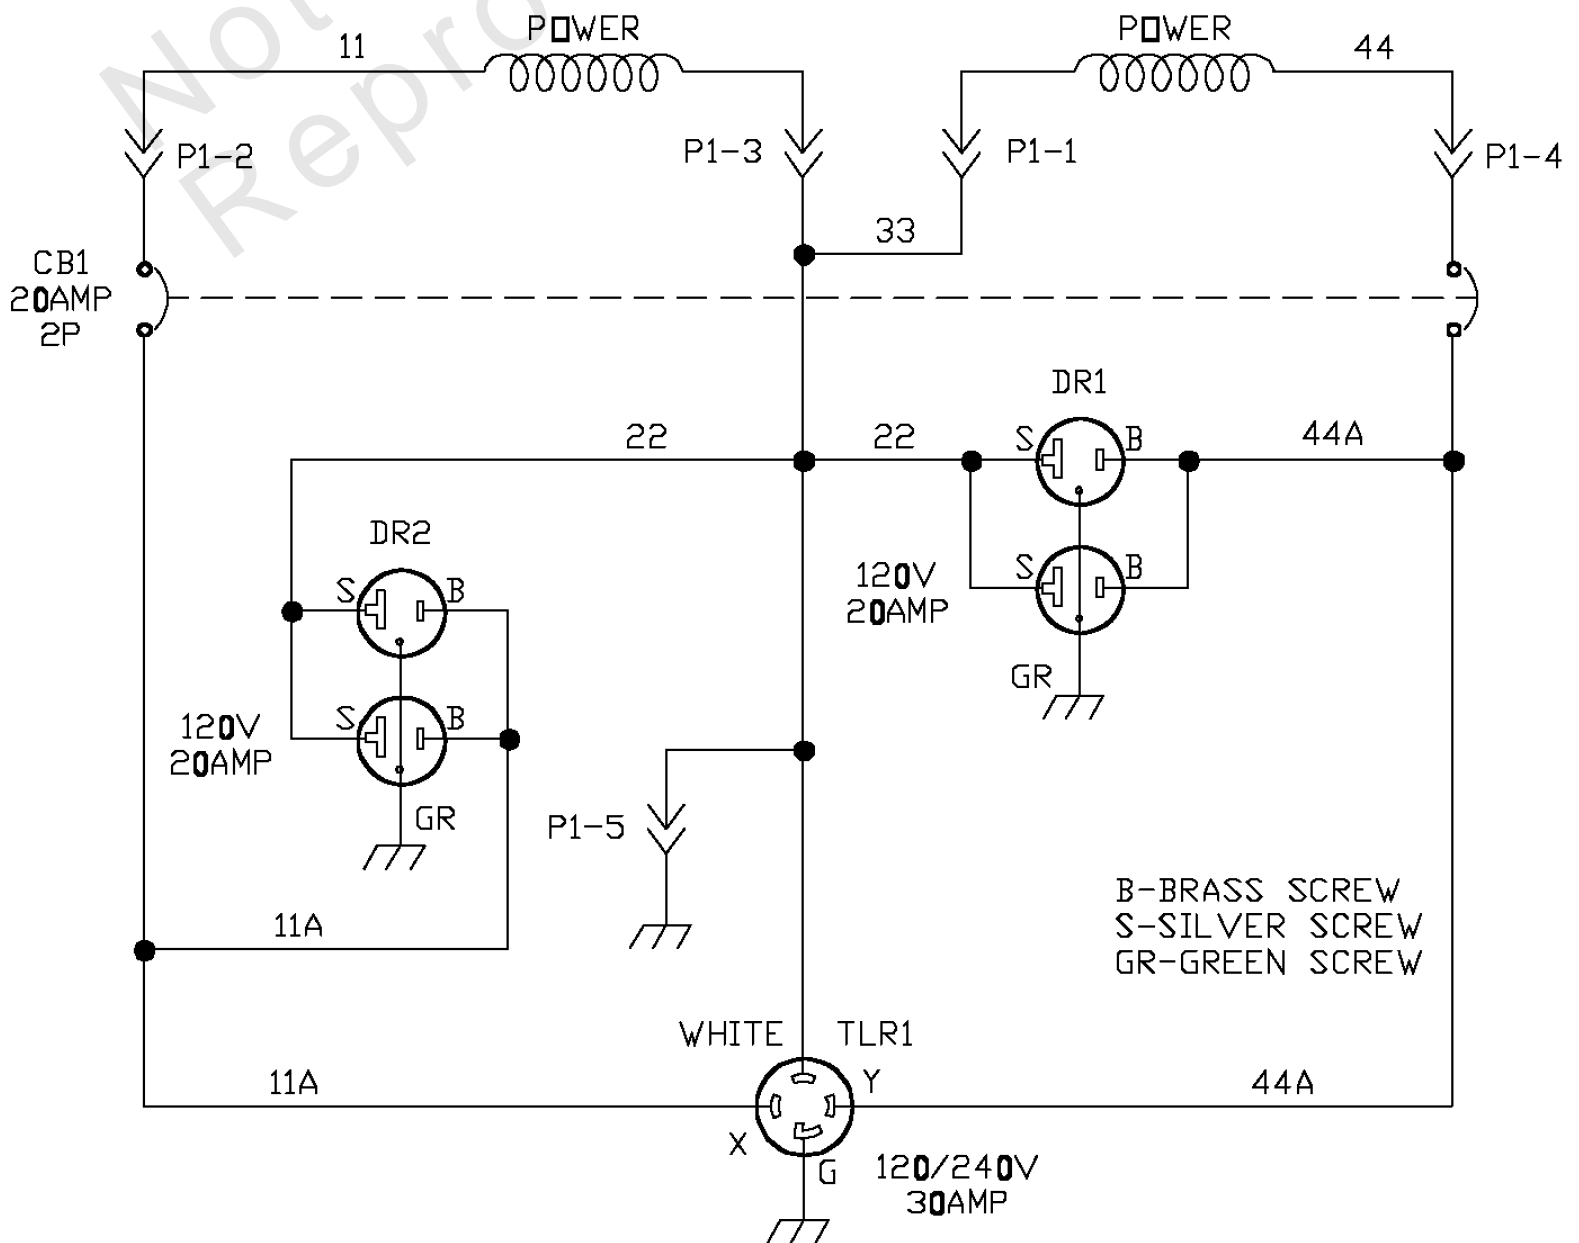 Not
Repro
POWER
POWER
11
44
P1-2
P1-3
P1-1
P1-4
33
CB1
20AMP
2P
DR1
22
22
S
B
44A
DR2
S
B
120V
20AMP
S
B
GR
120V
20AMP
S
B
GR
P1-5
11A
B-BRASS SCREW
S-SILVER SCREW
GR-GREEN SCREW
WHITE
TLR1
11A
Y
44A
X
G
120/240V
30AMP